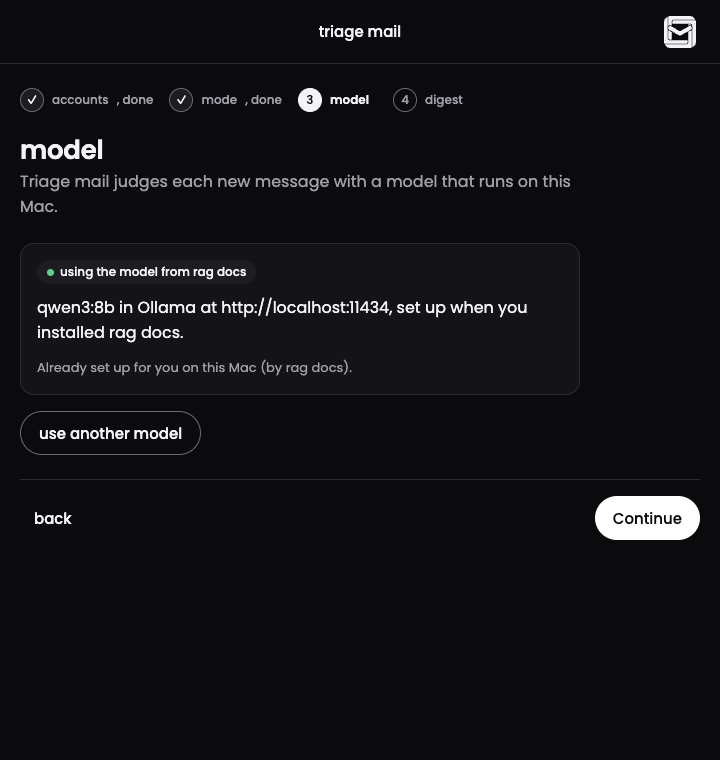 triage mail
accounts , done mode , done 3 model 4 digest
model
Triage mail judges each new message with a model that runs on this
Mac.
using the model from rag docs
qwen3:8b in Ollama at http://localhost:11434, set up when you
installed rag docs.
Already set up for you on this Mac (by rag docs).
use another model
back Continue